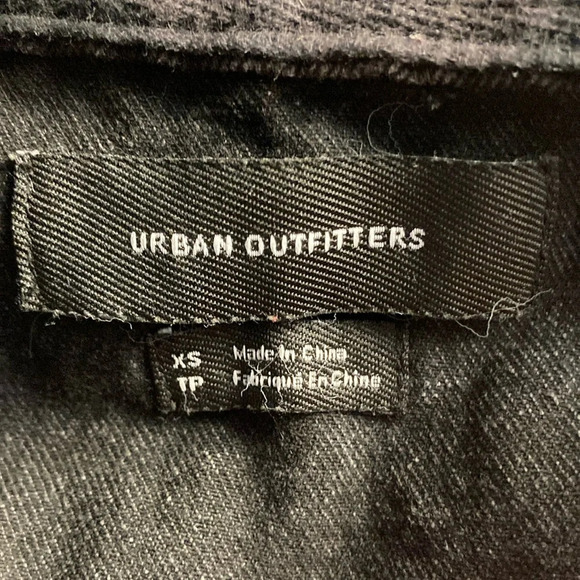 URBAN OUTFITTERS
XS Made In China
TP Fabriqué En Chine